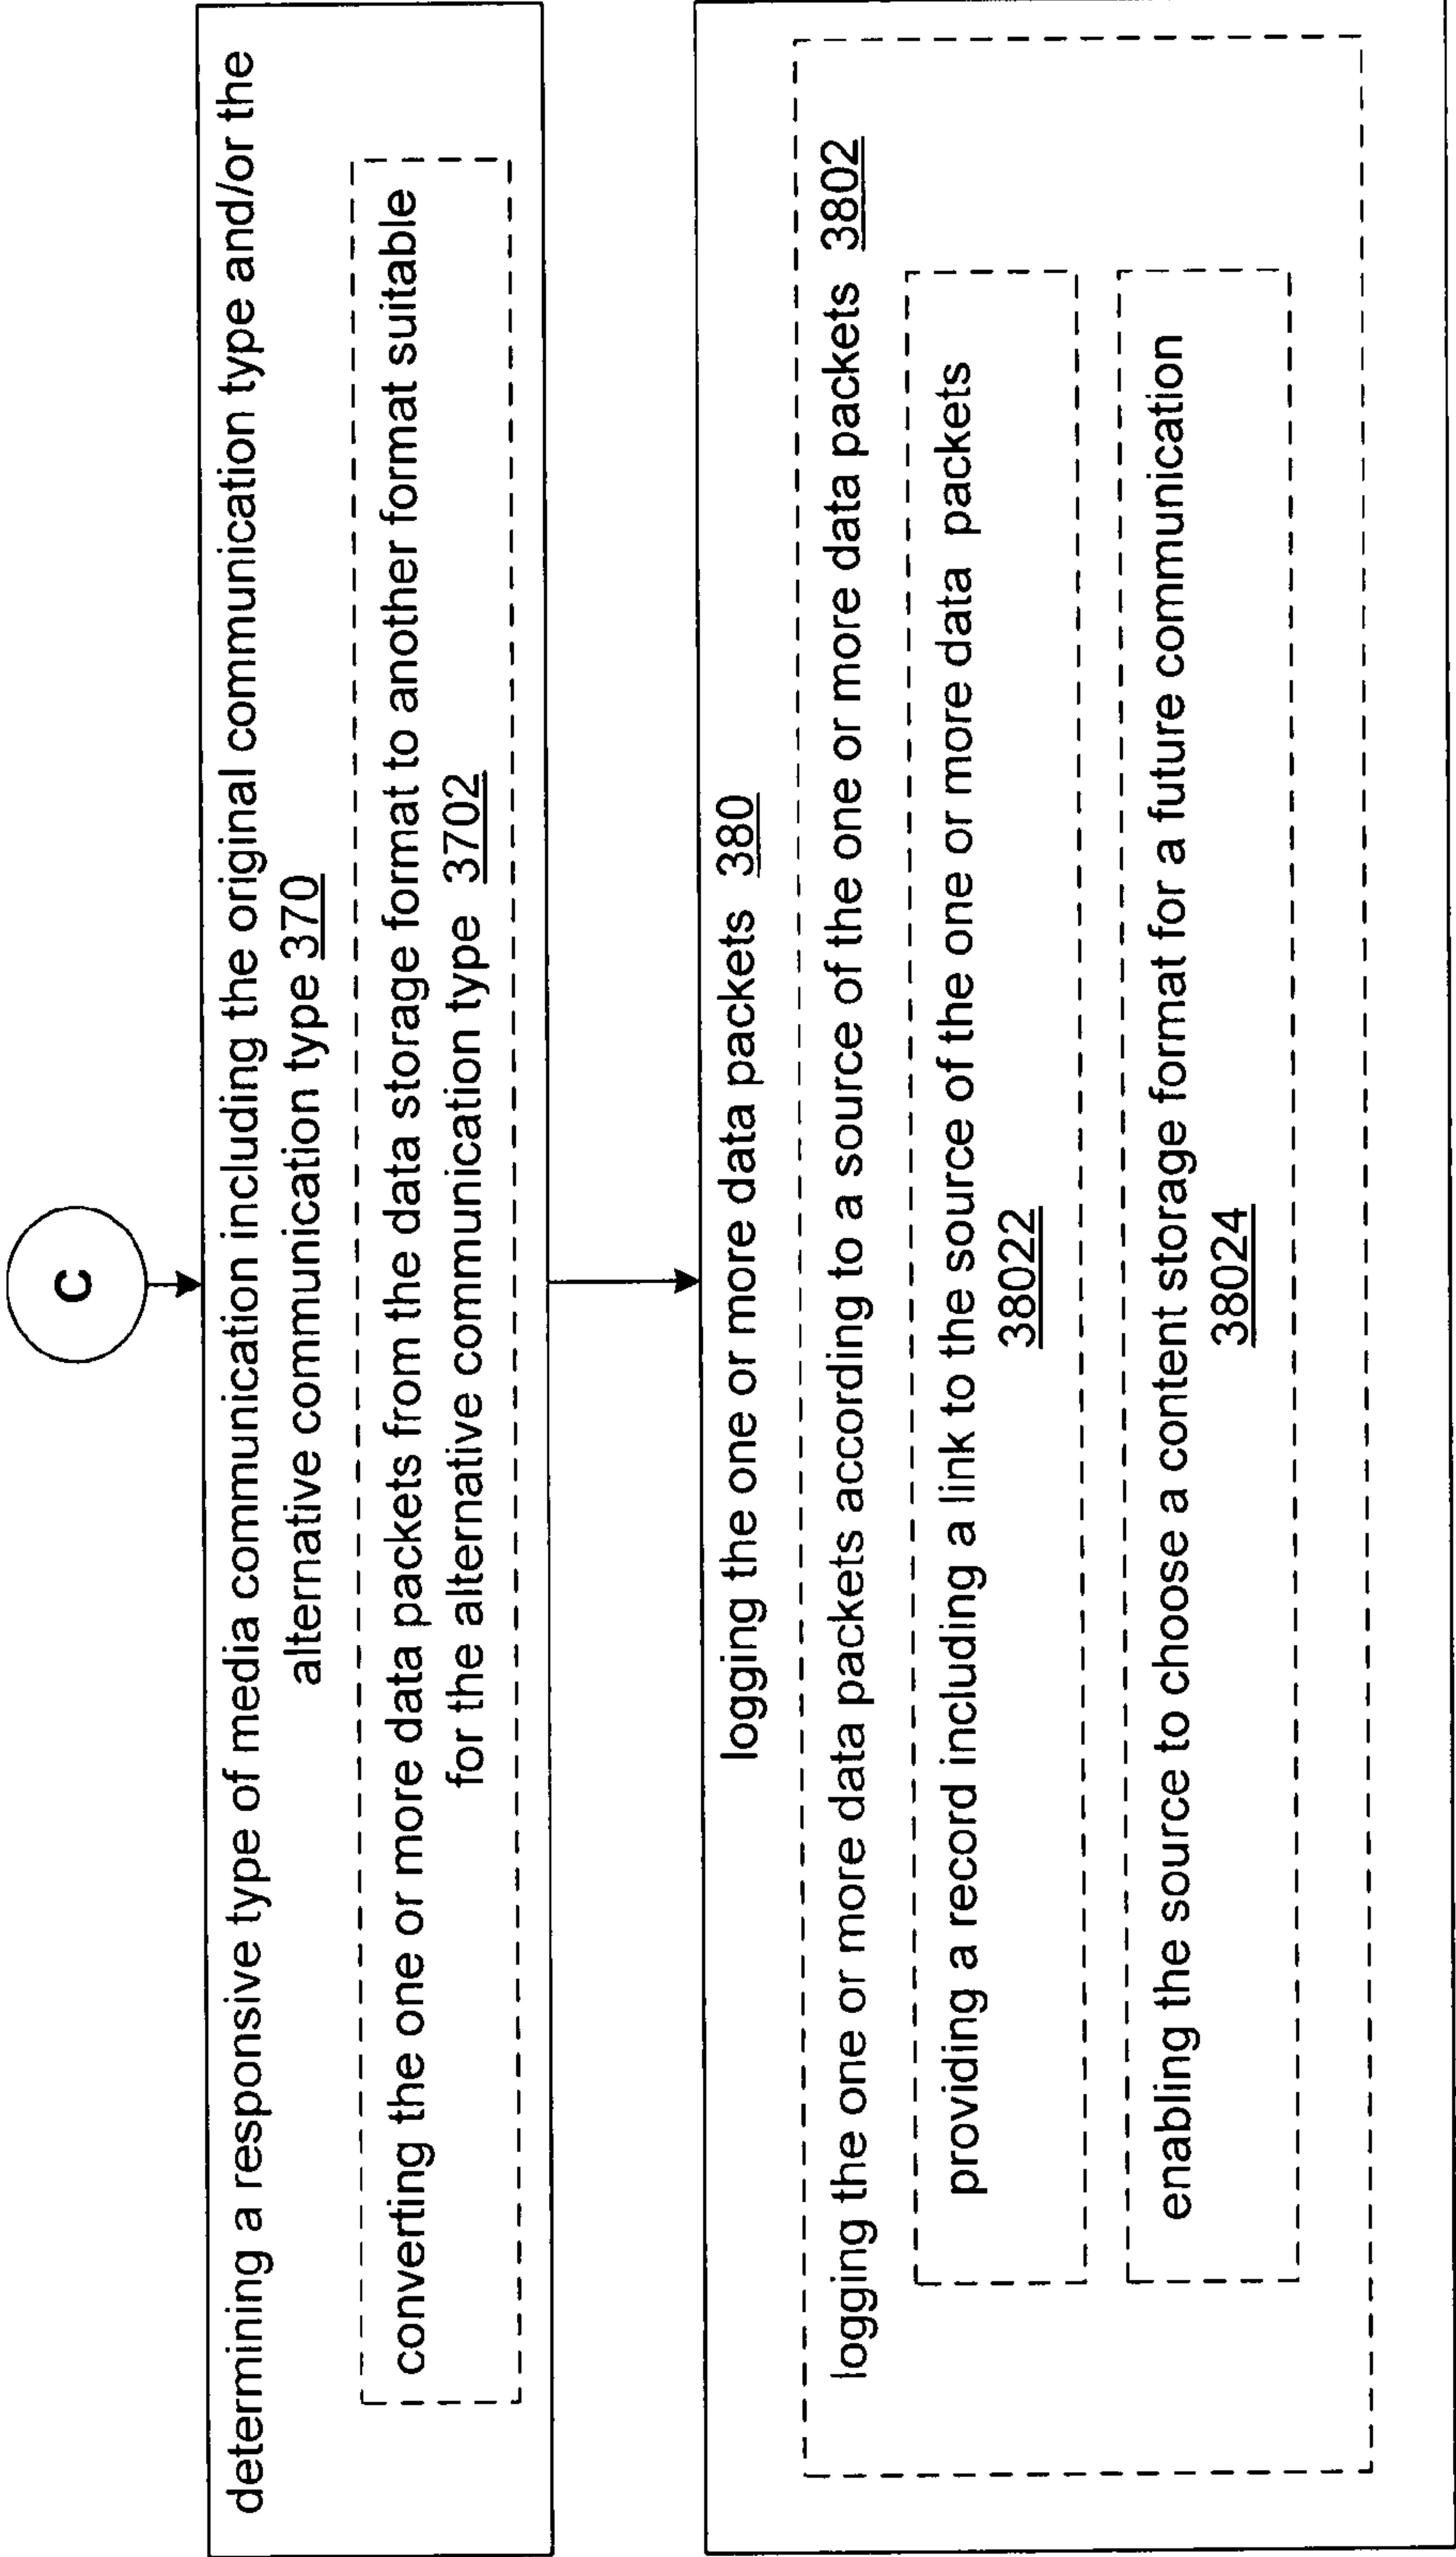 C
determining a responsive type of media communication including the original communication type and/or the
alternative communication type 370
converting the one or more data packets from the data storage format to another format suitable
for the alternative communication type 3702
logging the one or more data packets 380
logging the one or more data packets according to a source of the one or more data packets 3802
providing a record including a link to the source of the one or more data packets
38022
enabling the source to choose a content storage format for a future communication
38024